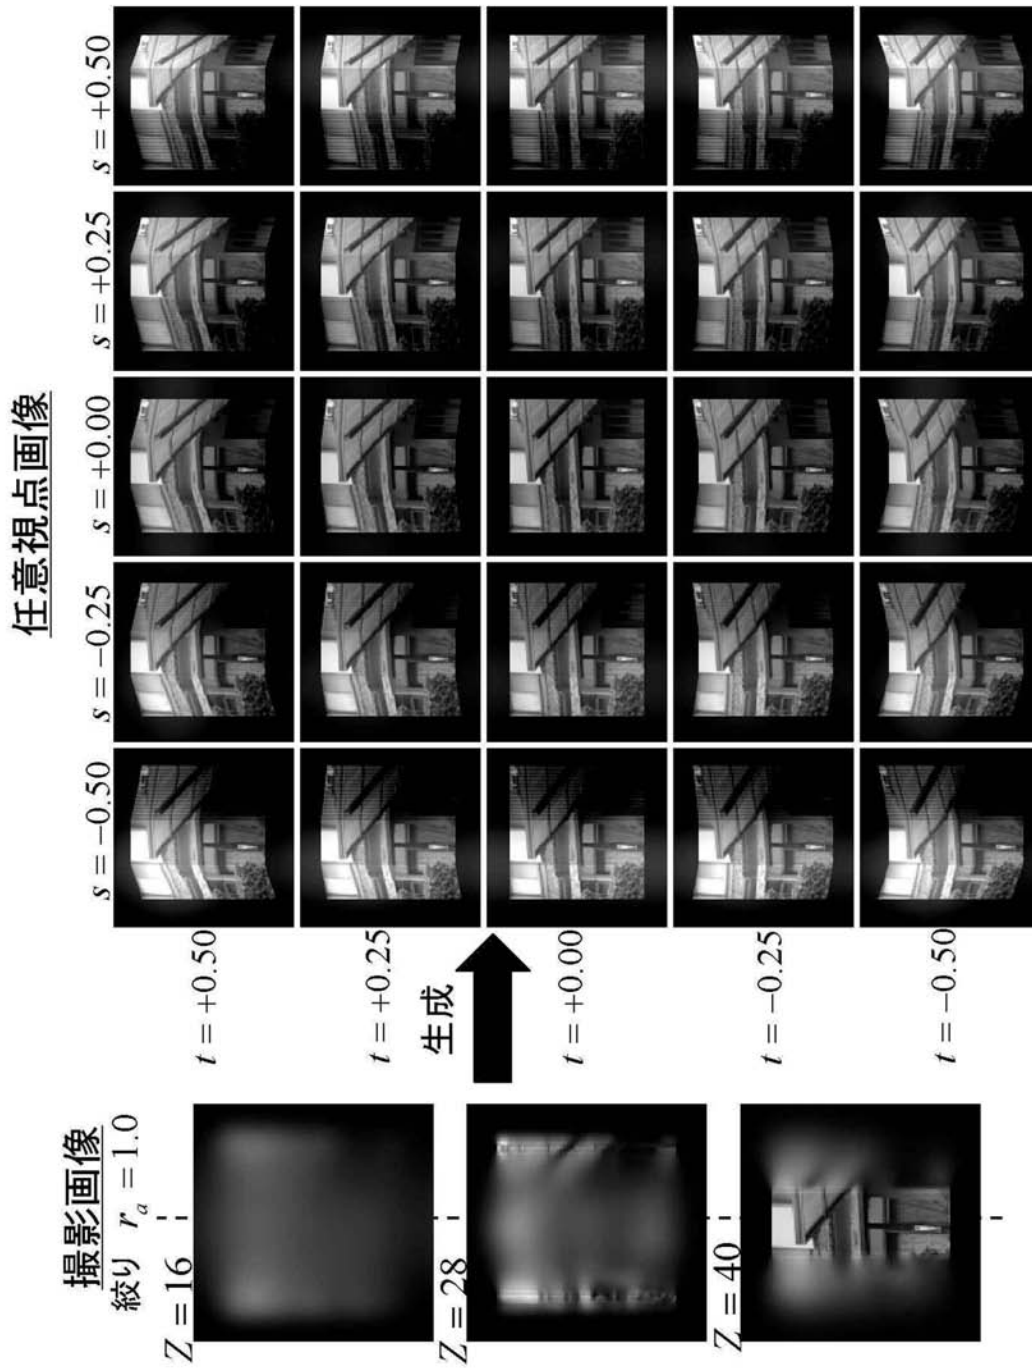 撮影画像
絞り r_a = 1.0
Z = 16
Z = 28
Z = 40
生成
任意視点画像
s = −0.50
s = −0.25
s = +0.00
s = +0.25
s = +0.50
t = +0.50
t = +0.25
t = +0.00
t = −0.25
t = −0.50